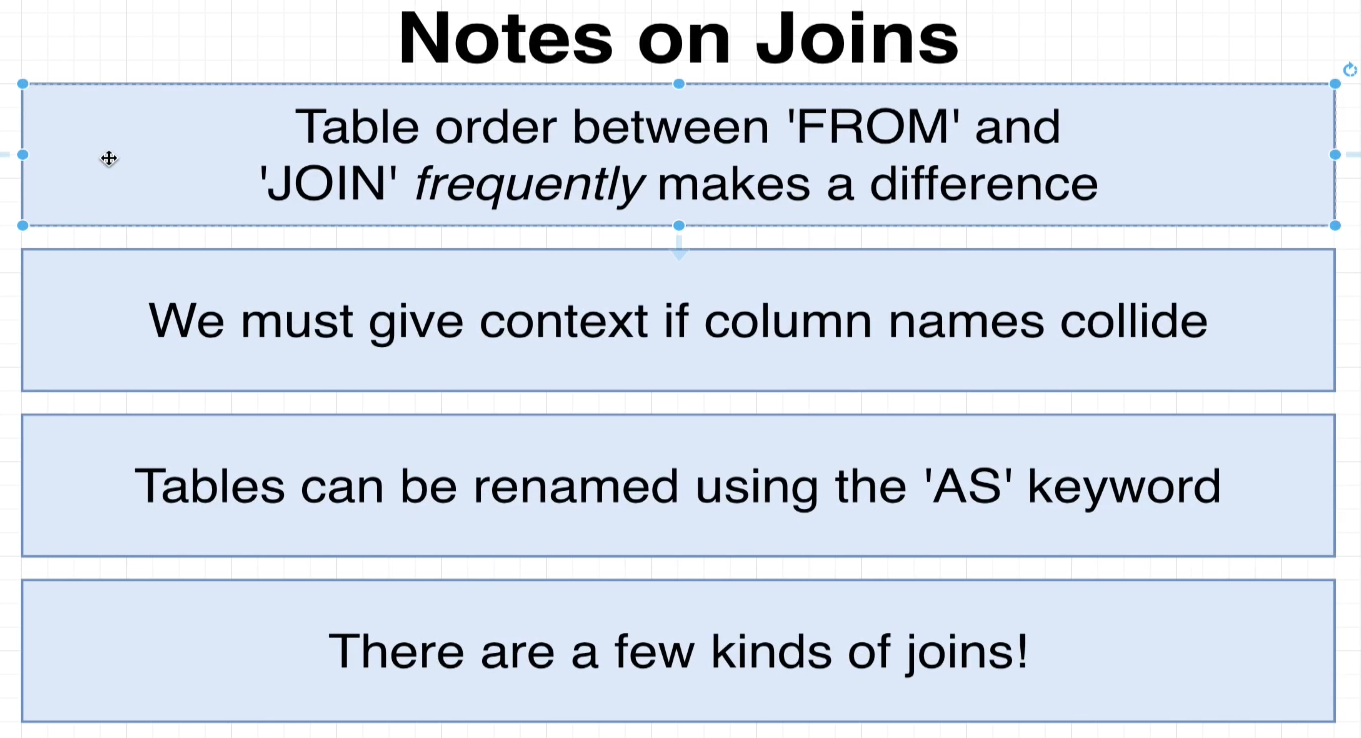 Notes on Joins
Table order between 'FROM' and
'JOIN' frequently makes a difference
We must give context if column names collide
Tables can be renamed using the 'AS' keyword
There are a few kinds of joins!